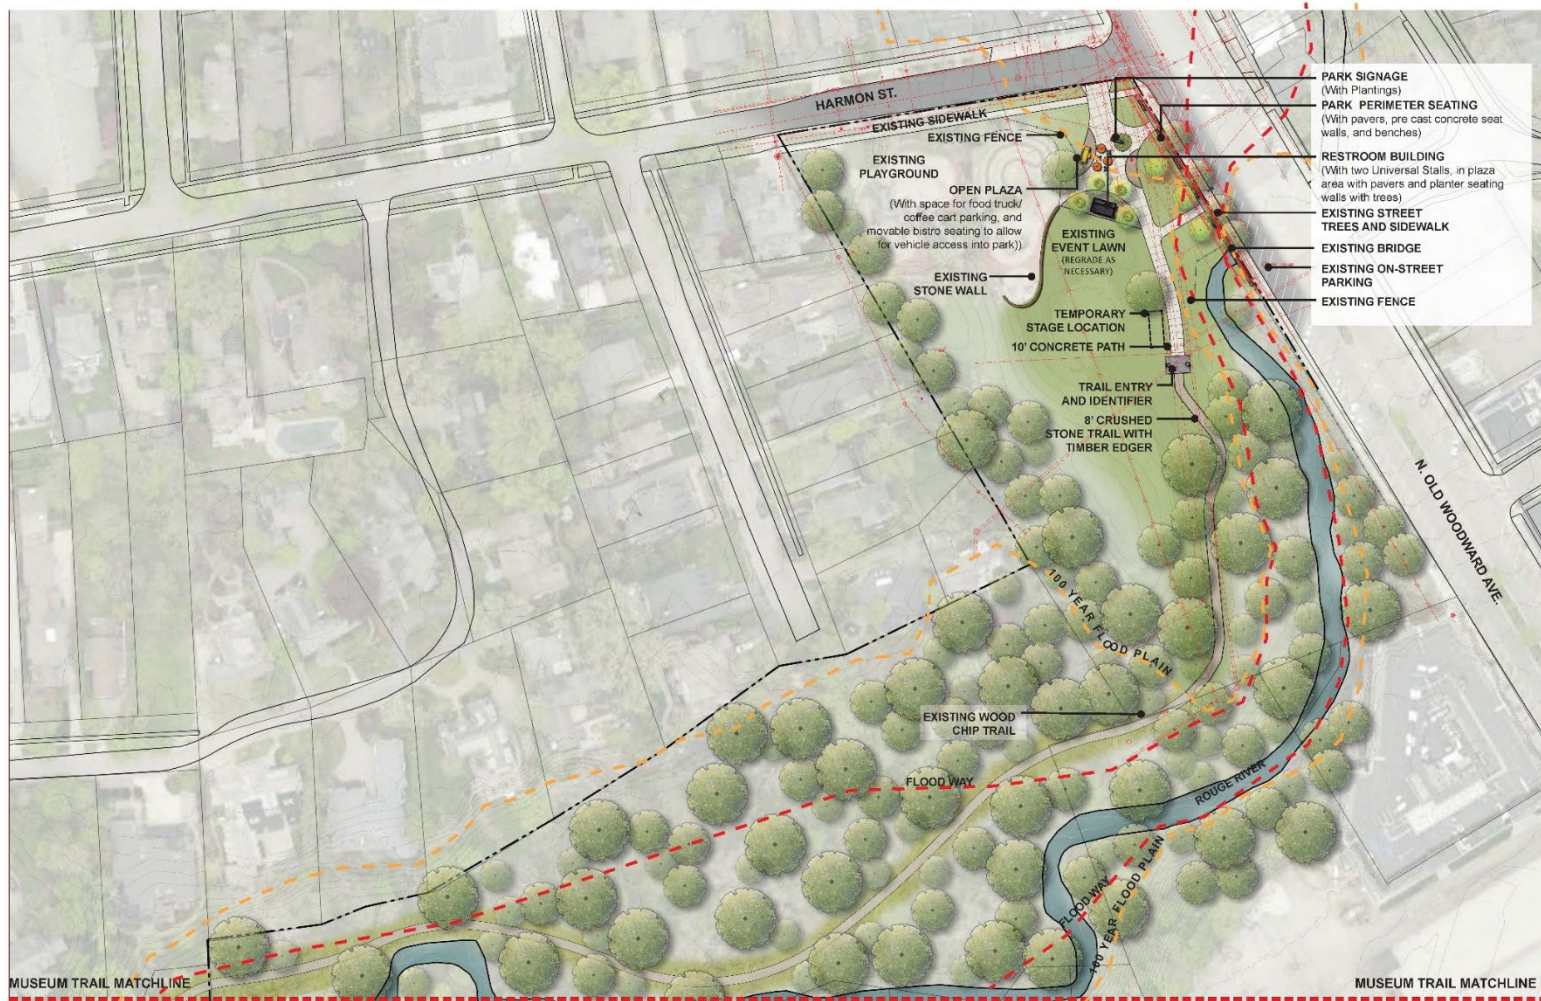 HARMON ST.
EXISTING SIDEWALK
EXISTING FENCE
EXISTING
PLAYGROUND
OPEN PLAZA
(With space for food truck/
coffee cart parking, and
movable bistro seating to allow
for vehicle access into park))
EXISTING
EVENT LAWN
(REGRADE AS
NECESSARY)
EXISTING
STONE WALL
TEMPORARY
STAGE LOCATION
10' CONCRETE PATH
TRAIL ENTRY
AND IDENTIFIER
8' CRUSHED
STONE TRAIL WITH
TIMBER EDGER
PARK SIGNAGE
(With Plantings)
PARK PERIMETER SEATING
(With pavers, pre cast concrete seat
walls, and benches)
RESTROOM BUILDING
(With two Universal Stalls, in plaza
area with pavers and planter seating
walls with trees)
EXISTING STREET
TREES AND SIDEWALK
EXISTING BRIDGE
EXISTING ON-STREET
PARKING
EXISTING FENCE
N. OLD WOODWARD AVE.
100 YEAR FLOOD PLAIN
EXISTING WOOD
CHIP TRAIL
FLOOD WAY
ROUGE RIVER
FLOOD WAY
100 YEAR FLOOD PLAIN
MUSEUM TRAIL MATCHLINE
MUSEUM TRAIL MATCHLINE